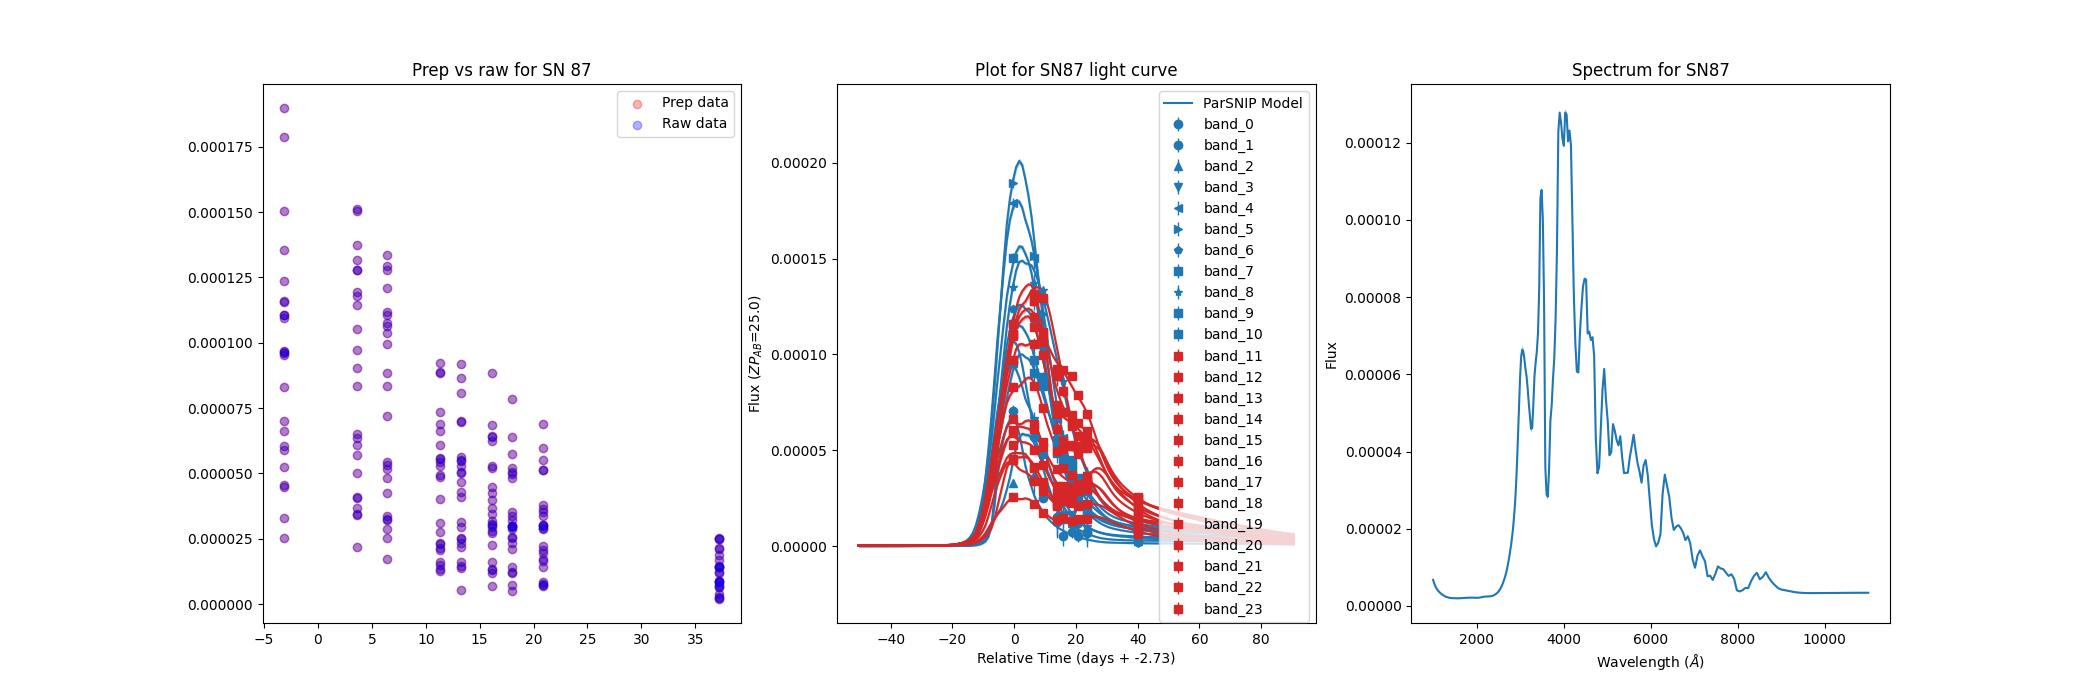 Prep vs raw for SN 87
Prep data
Raw data
0.000175
0.000150
0.000125
0.000100
0.000075
0.000050
0.000025
0.000000
−5 0 5 10 15 20 25 30 35
Plot for SN87 light curve
ParSNIP Model
band_0
band_1
band_2
band_3
band_4
band_5
band_6
band_7
band_8
band_9
band_10
band_11
band_12
band_13
band_14
band_15
band_16
band_17
band_18
band_19
band_20
band_21
band_22
band_23
Flux (ZP_AB=25.0)
0.00020
0.00015
0.00010
0.00005
0.00000
−40 −20 0 20 40 60 80
Relative Time (days + -2.73)
Spectrum for SN87
Flux
0.00012
0.00010
0.00008
0.00006
0.00004
0.00002
0.00000
2000 4000 6000 8000 10000
Wavelength (Å)